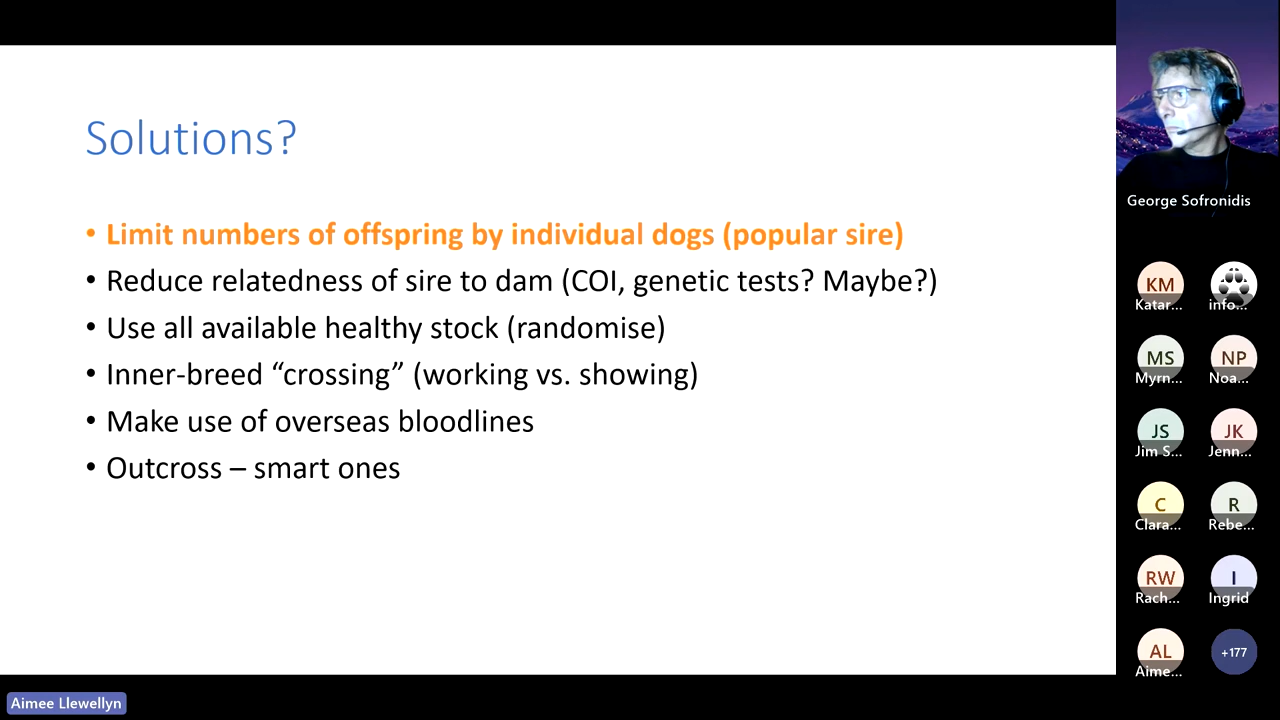 Solutions?
• Limit numbers of offspring by individual dogs (popular sire)
• Reduce relatedness of sire to dam (COI, genetic tests? Maybe?)
• Use all available healthy stock (randomise)
• Inner-breed “crossing” (working vs. showing)
• Make use of overseas bloodlines
• Outcross – smart ones
Aimee Llewellyn
George Sofronidis
KM
Katar...
info...
MS
Myrn...
NP
Noa...
JS
Jim S...
JK
Jenn...
C
Clara...
R
Rebe...
RW
Rach...
I
Ingrid
AL
Aime...
+177